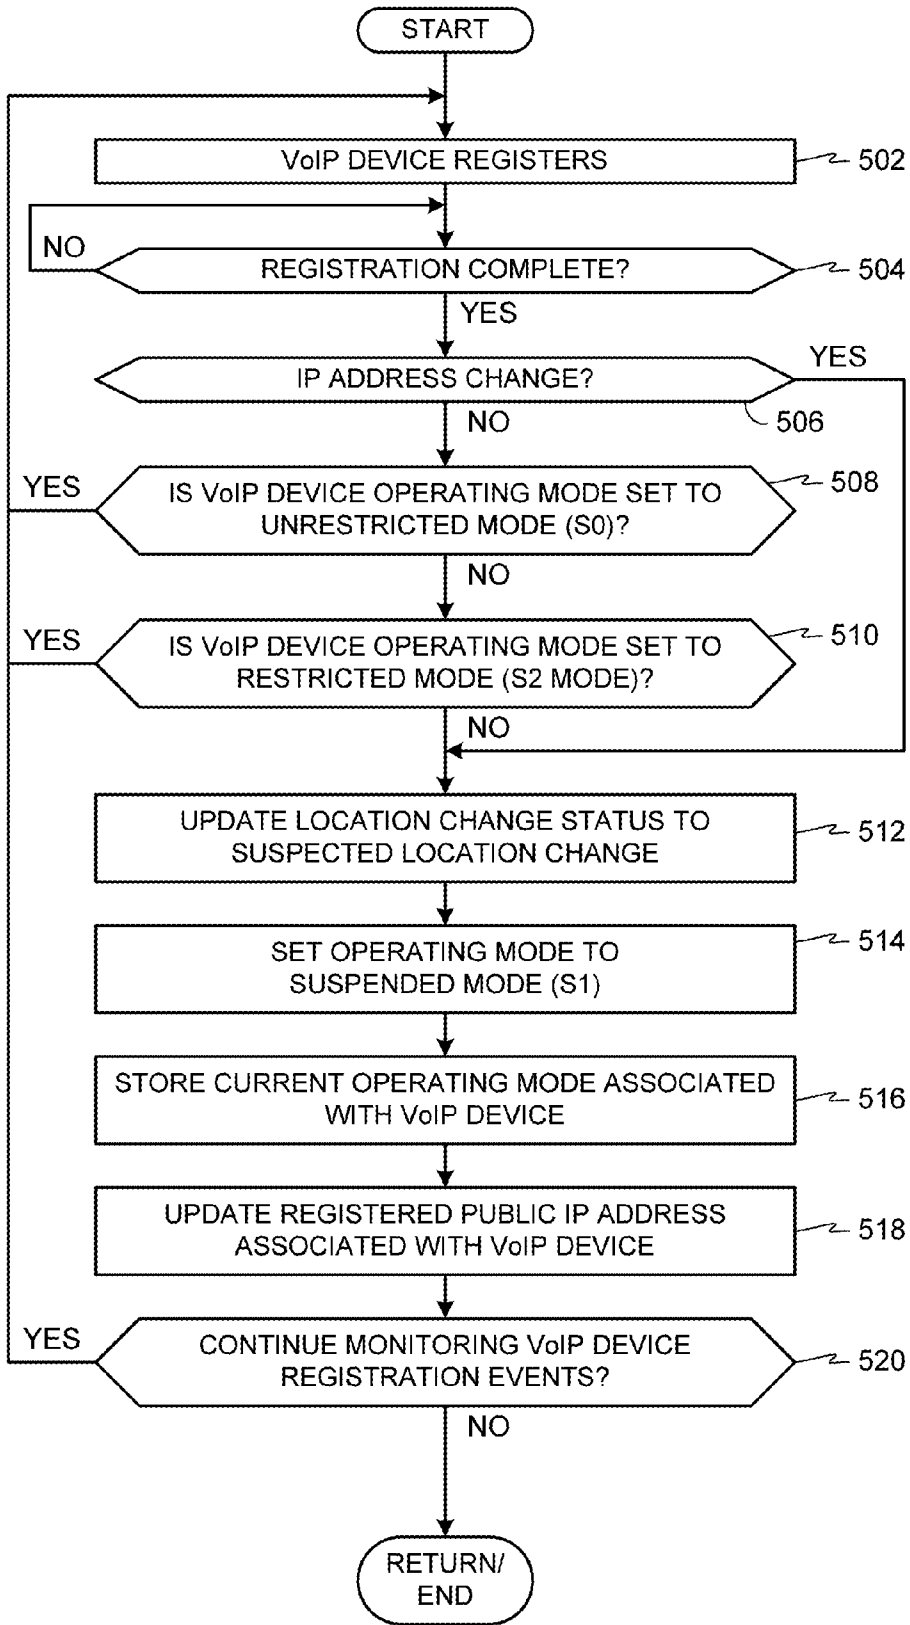 START
VoIP DEVICE REGISTERS
502
NO
REGISTRATION COMPLETE?
504
YES
IP ADDRESS CHANGE?
YES
506
NO
YES
IS VoIP DEVICE OPERATING MODE SET TO
UNRESTRICTED MODE (S0)?
508
NO
YES
IS VoIP DEVICE OPERATING MODE SET TO
RESTRICTED MODE (S2 MODE)?
510
NO
UPDATE LOCATION CHANGE STATUS TO
SUSPECTED LOCATION CHANGE
512
SET OPERATING MODE TO
SUSPENDED MODE (S1)
514
STORE CURRENT OPERATING MODE ASSOCIATED
WITH VoIP DEVICE
516
UPDATE REGISTERED PUBLIC IP ADDRESS
ASSOCIATED WITH VoIP DEVICE
518
YES
CONTINUE MONITORING VoIP DEVICE
REGISTRATION EVENTS?
520
NO
RETURN/
END